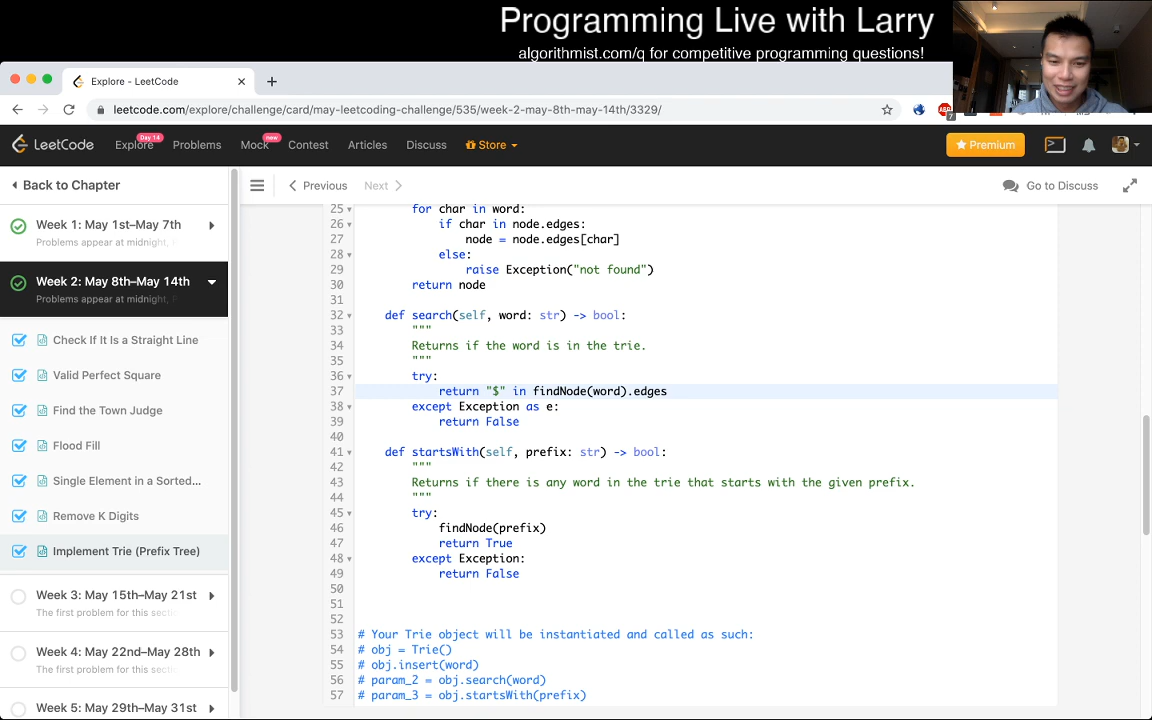 Programming Live with Larry
algorithmist.com/q for competitive programming questions!
Explore - LeetCode
leetcode.com/explore/challenge/card/may-leetcoding-challenge/535/week-2-may-8th-may-14th/3329/
7
LeetCode
Explore
Day 14
Problems
Mock
new
Contest
Articles
Discuss
Store
Premium
Back to Chapter
Previous
Next
Go to Discuss
Week 1: May 1st–May 7th
Problems appear at midnight,
Week 2: May 8th–May 14th
Problems appear at midnight,
Check If It Is a Straight Line
Valid Perfect Square
Find the Town Judge
Flood Fill
Single Element in a Sorted...
Remove K Digits
Implement Trie (Prefix Tree)
Week 3: May 15th–May 21st
The first problem for this
Week 4: May 22nd–May 28th
The first problem for this
Week 5: May 29th–May 31st
25 for char in word:
26 if char in node.edges:
27 node = node.edges[char]
28 else:
29 raise Exception("not found")
30 return node
31
32 def search(self, word: str) -> bool:
33 """
34 Returns if the word is in the trie.
35 """
36 try:
37 return "$" in findNode(word).edges
38 except Exception as e:
39 return False
40
41 def startsWith(self, prefix: str) -> bool:
42 """
43 Returns if there is any word in the trie that starts with the given prefix.
44 """
45 try:
46 findNode(prefix)
47 return True
48 except Exception:
49 return False
50
51
52
53 # Your Trie object will be instantiated and called as such:
54 # obj = Trie()
55 # obj.insert(word)
56 # param_2 = obj.search(word)
57 # param_3 = obj.startsWith(prefix)